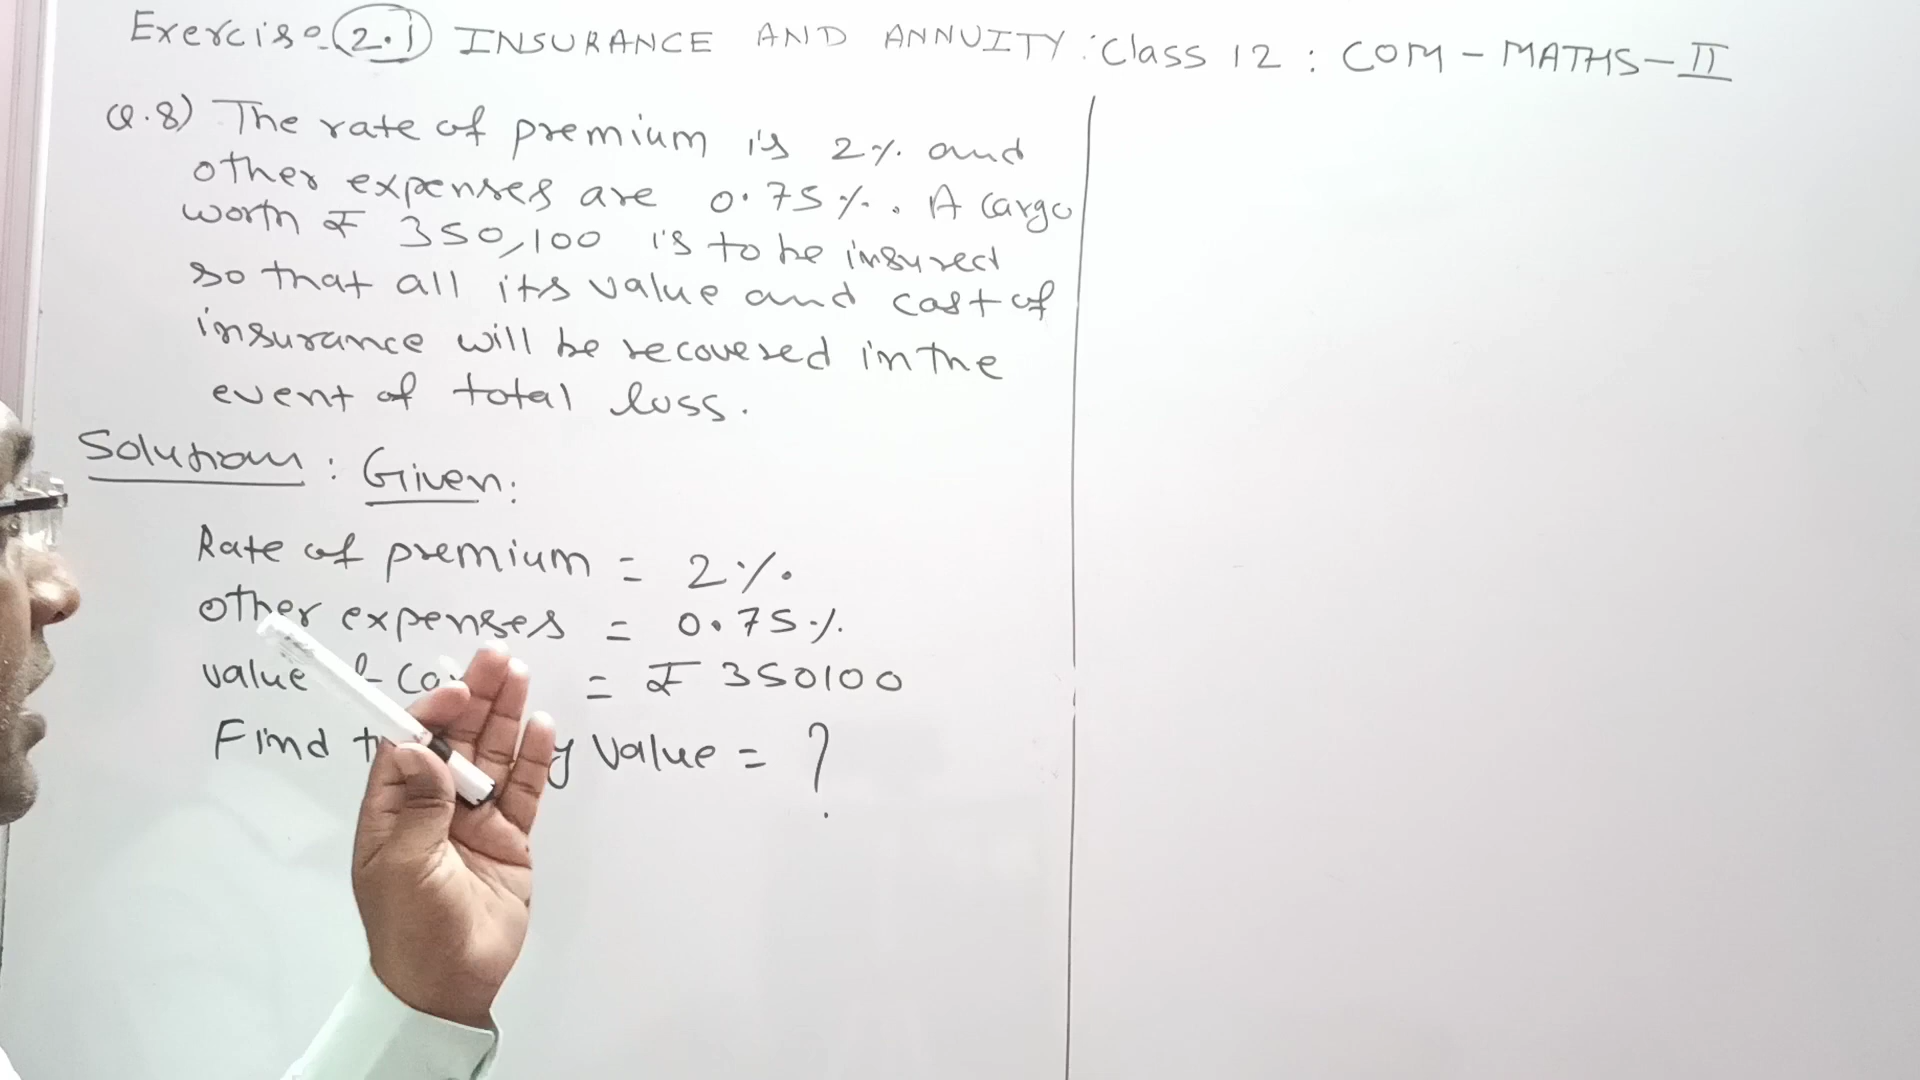 Exercise-2.1 INSURANCE AND ANNUITY: Class 12: COM-MATHS-II
Q.8) The rate of premium is 2% and
other expenses are 0.75%. A cargo
worth ₹ 350,100 is to be insured
so that all its value and cost of
insurance will be recovered in the
event of total loss.
Solution: Given:
Rate of premium = 2%
other expenses = 0.75%
value = ₹ 350100
Find Value = ?